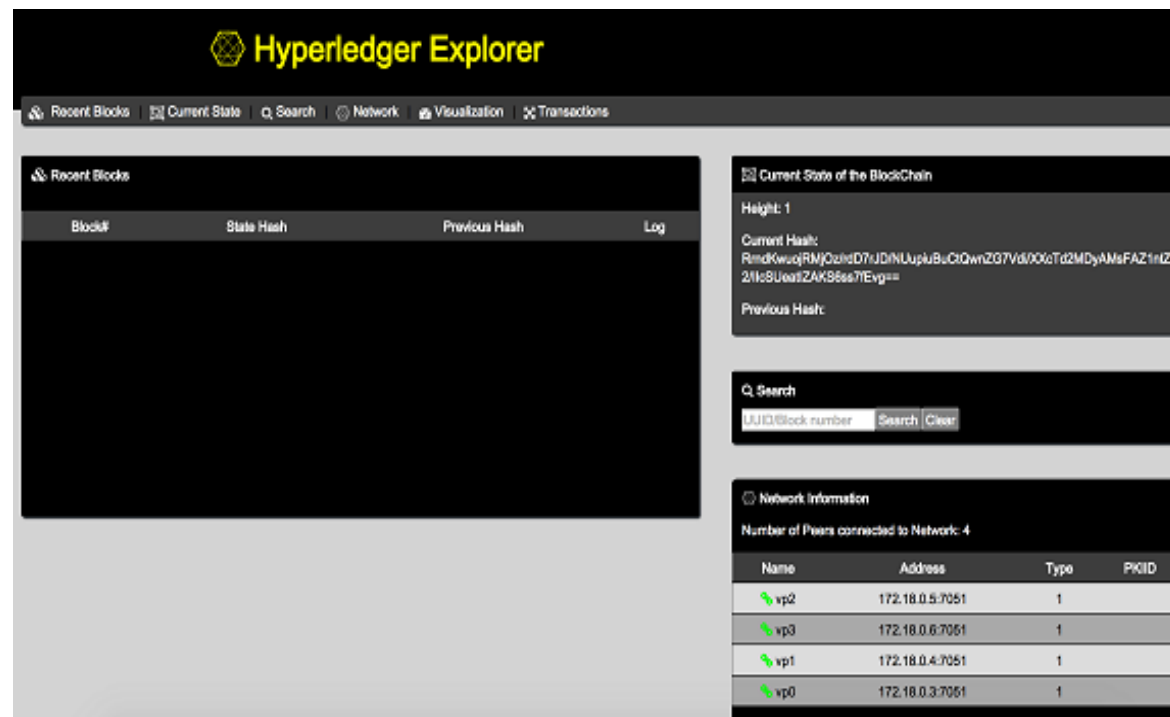 Hyperledger Explorer
Recent Blocks Current State Search Network Visualization Transactions
Recent Blocks
Block# State Hash Previous Hash Log
Current State of the BlockChain
Height: 1
Current Hash:
Previous Hash:
Search
UUID/Block number Search Clear
Network Information
Number of Peers connected to Network: 4
Name Address Type PKIID
vp2 172.18.0.5:7051 1
vp3 172.18.0.6:7051 1
vp1 172.18.0.4:7051 1
vp0 172.18.0.3:7051 1